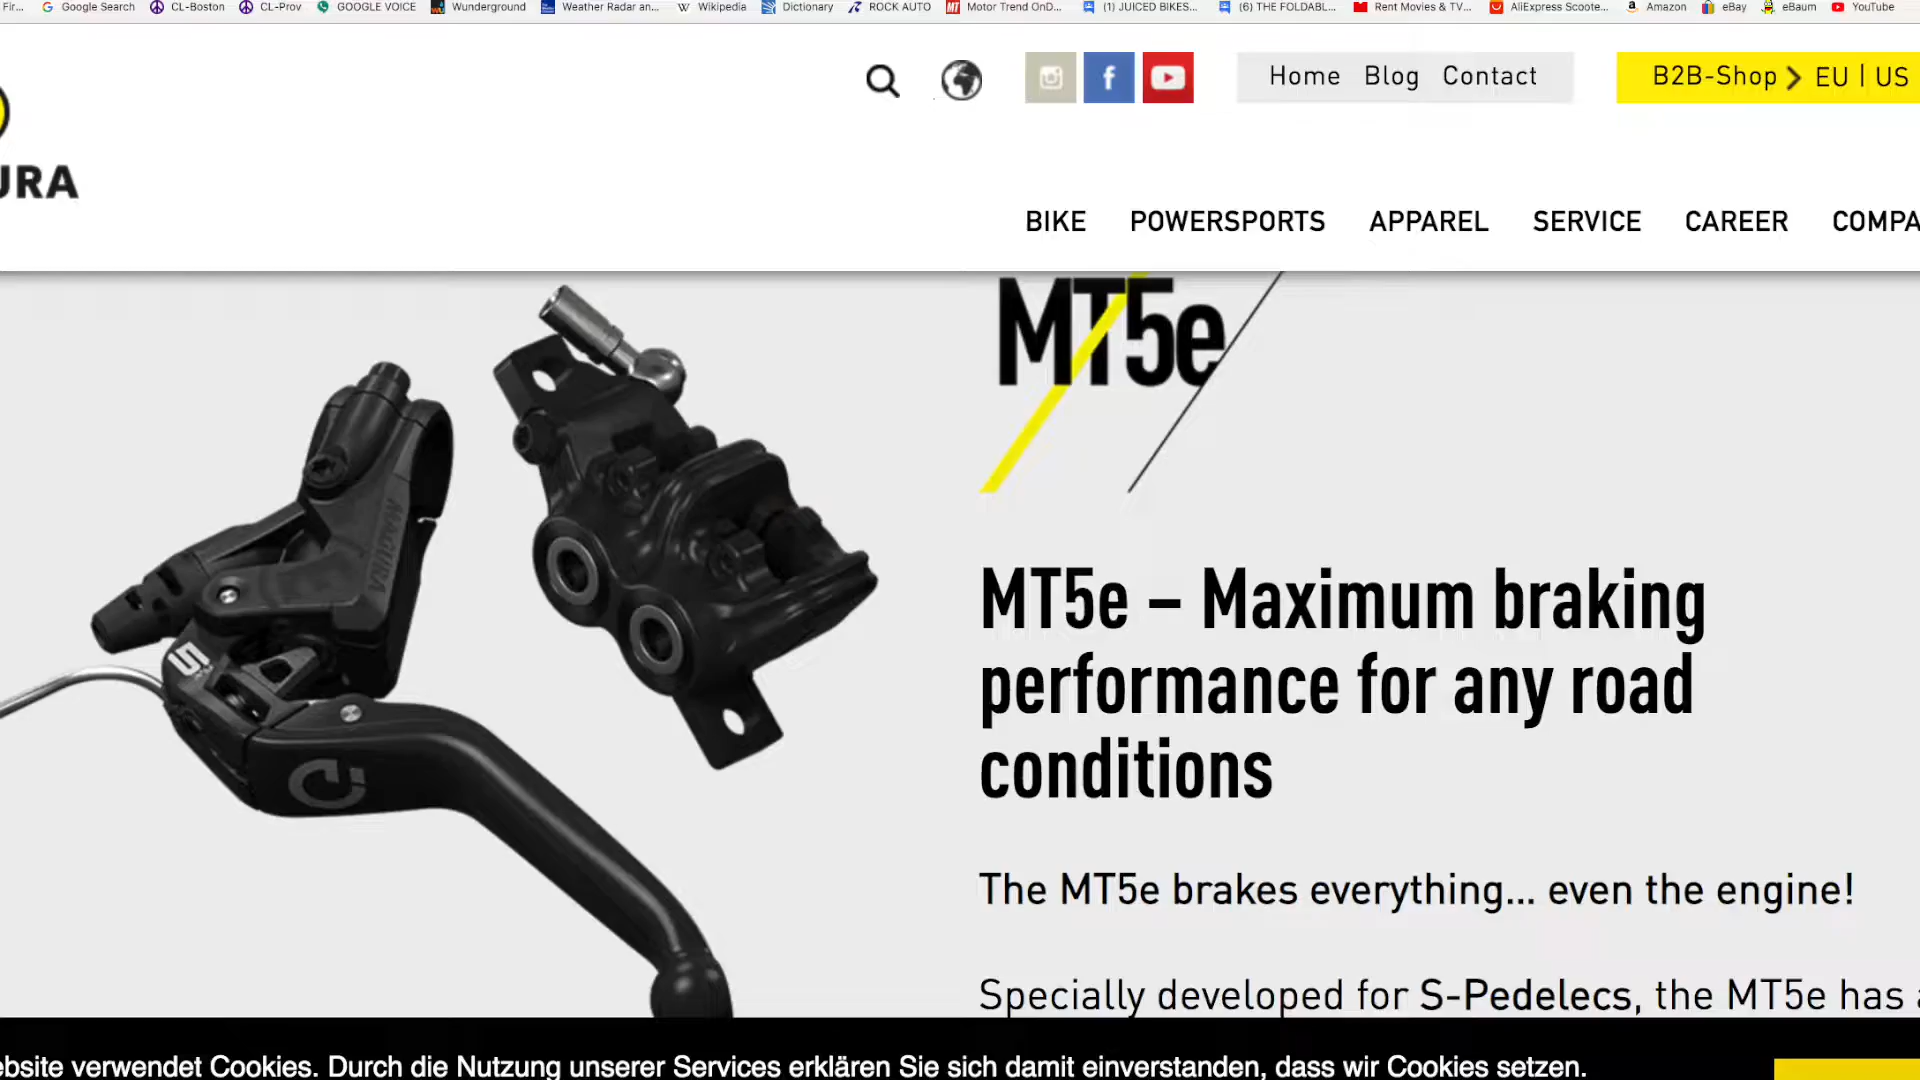 Fir... Google Search CL-Boston CL-Prov GOOGLE VOICE Wunderground Weather Radar an... Wikipedia Dictionary ROCK AUTO Motor Trend OnD... (1) JUICED BIKES... (6) THE FOLDABL... Rent Movies & TV... AliExpress Scoote... Amazon eBay eBaum YouTube
Home Blog Contact
B2B-Shop EU | US
URA
BIKE POWERSPORTS APPAREL SERVICE CAREER COMPA
MT5e
MAGURA
5
MT5e – Maximum braking
performance for any road
conditions
The MT5e brakes everything... even the engine!
Specially developed for S-Pedelecs, the MT5e has a
ebsite verwendet Cookies. Durch die Nutzung unserer Services erklären Sie sich damit einverstanden, dass wir Cookies setzen.